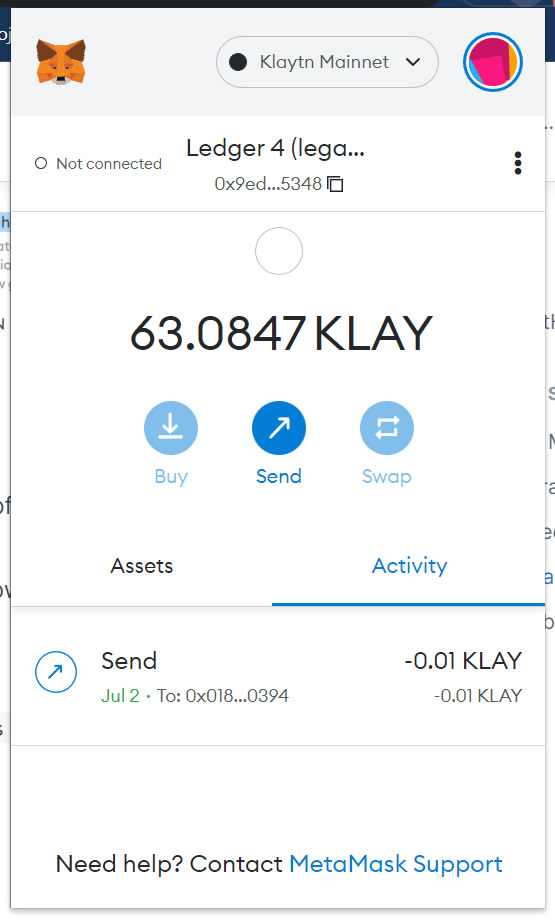 Klaytn Mainnet
Not connected
Ledger 4 (lega...
0x9ed...5348
63.0847 KLAY
Buy
Send
Swap
Assets
Activity
Send
-0.01 KLAY
Jul 2 · To: 0x018...0394
-0.01 KLAY
Need help? Contact MetaMask Support